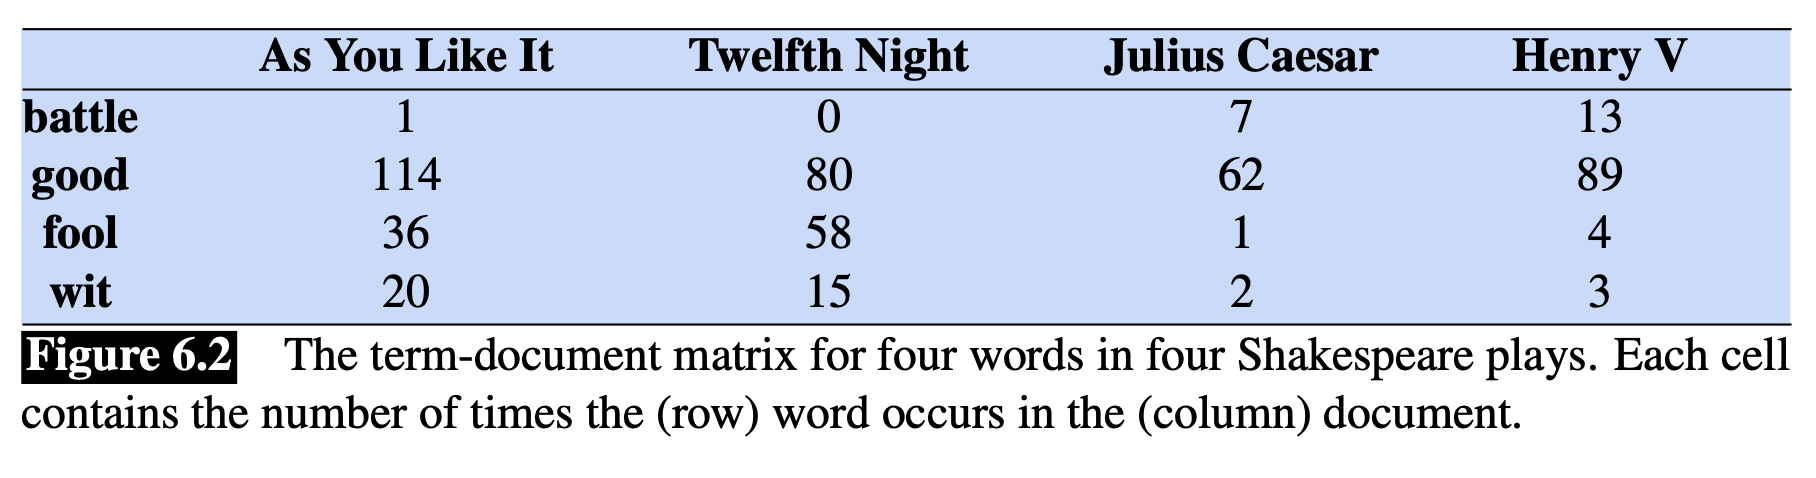 As You Like It Twelfth Night Julius Caesar Henry V
battle 1 0 7 13
good 114 80 62 89
fool 36 58 1 4
wit 20 15 2 3
Figure 6.2 The term-document matrix for four words in four Shakespeare plays. Each cell
contains the number of times the (row) word occurs in the (column) document.